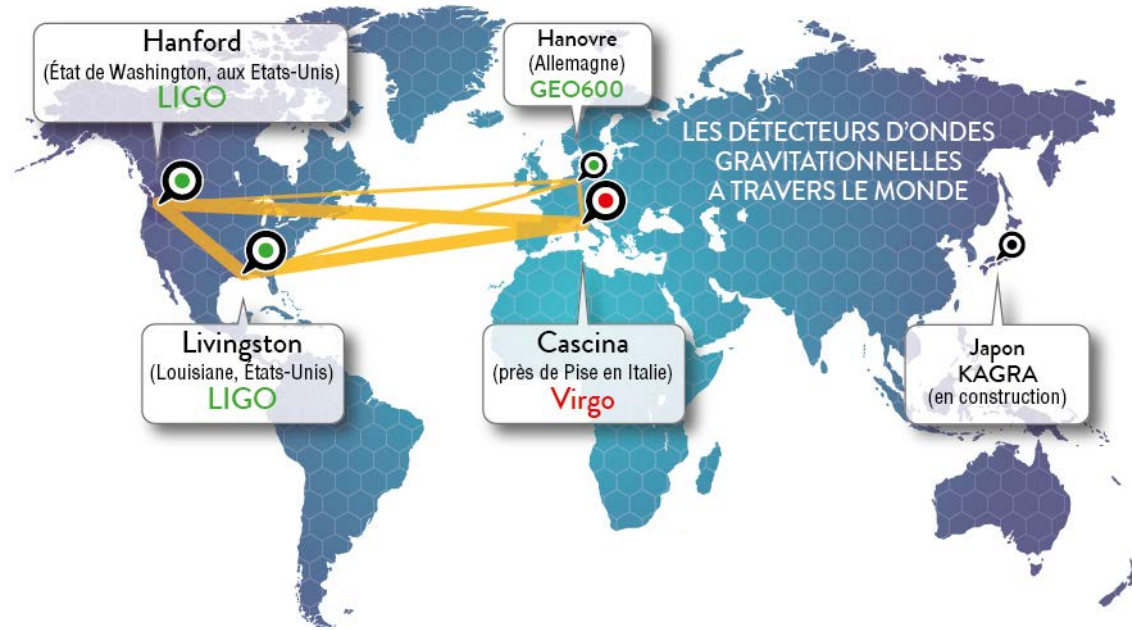 Hanford
(État de Washington, aux Etats-Unis)
LIGO
Hanovre
(Allemagne)
GEO600
LES DÉTECTEURS D'ONDES
GRAVITATIONNELLES
A TRAVERS LE MONDE
Livingston
(Louisiane, États-Unis)
LIGO
Cascina
(près de Pise en Italie)
Virgo
Japon
KAGRA
(en construction)